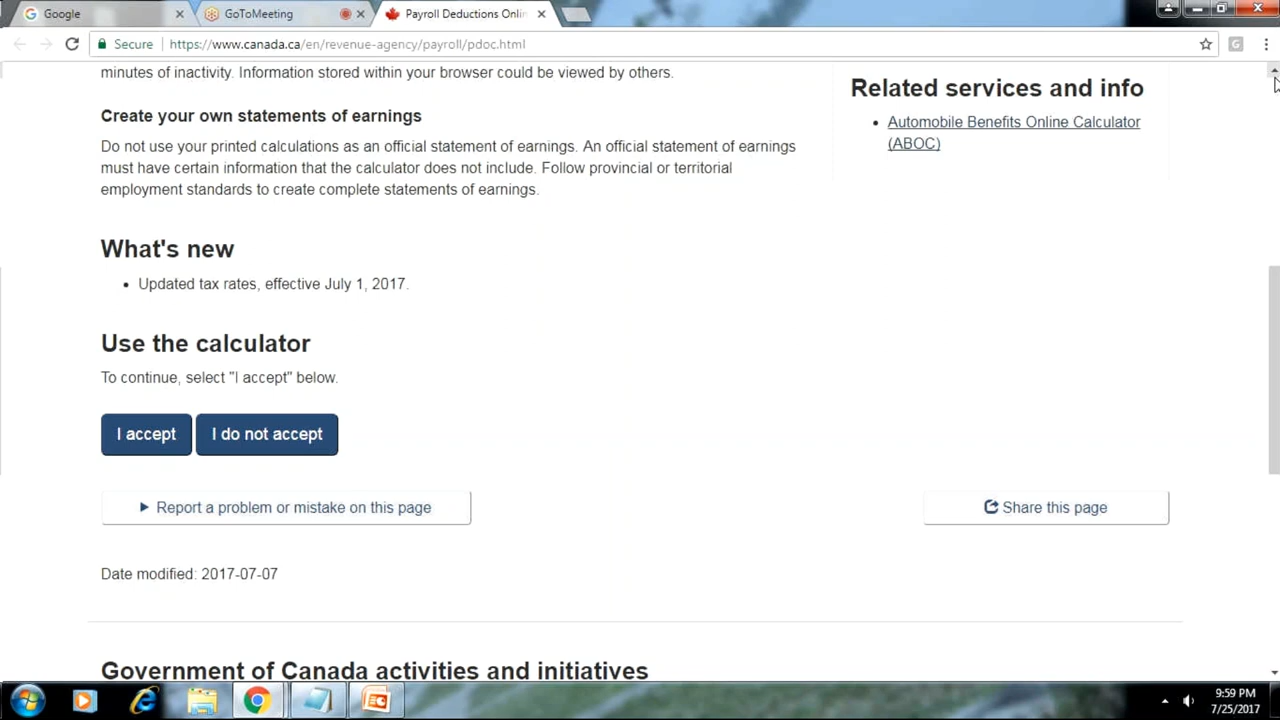 Google
GoToMeeting
Payroll Deductions Onlin
Secure
https://www.canada.ca/en/revenue-agency/payroll/pdoc.html
minutes of inactivity. Information stored within your browser could be viewed by others.
Create your own statements of earnings
Do not use your printed calculations as an official statement of earnings. An official statement of earnings
must have certain information that the calculator does not include. Follow provincial or territorial
employment standards to create complete statements of earnings.
Related services and info
Automobile Benefits Online Calculator
(ABOC)
What's new
Updated tax rates, effective July 1, 2017.
Use the calculator
To continue, select "I accept" below.
I accept
I do not accept
Report a problem or mistake on this page
Share this page
Date modified: 2017-07-07
Government of Canada activities and initiatives
9:59 PM
7/25/2017